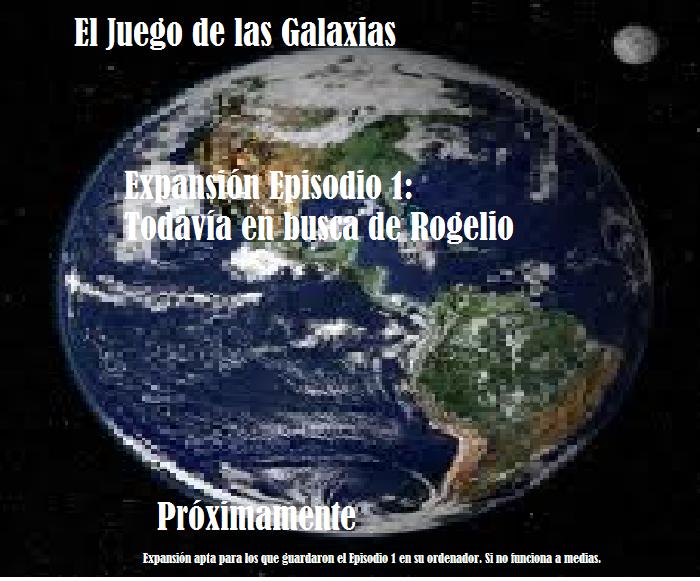 El Juego de las Galaxias
Expansión Episodio 1:
Todavía en busca de Rogelio
Próximamente
Expansión apta para los que guardaron el Episodio 1 en su ordenador. Si no funciona a medias.